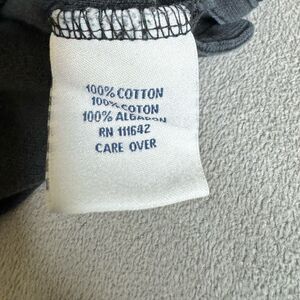 100% COTTON
100% COTON
100% ALGODON
RN 111642
CARE OVER